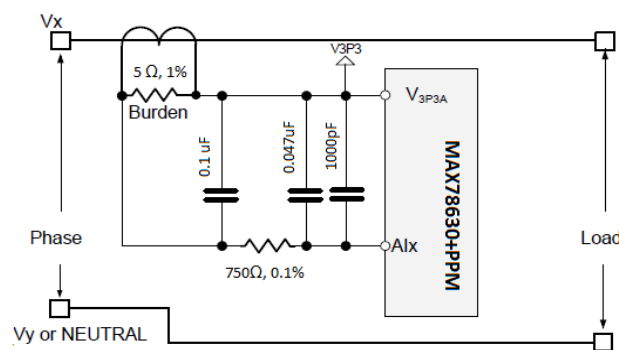 Vx
V3P3
5 Ω, 1%
Burden
V3P3A
0.1 uF
0.047uF
1000pF
MAX78630+PPM
Phase
AIx
Load
750Ω, 0.1%
Vy or NEUTRAL